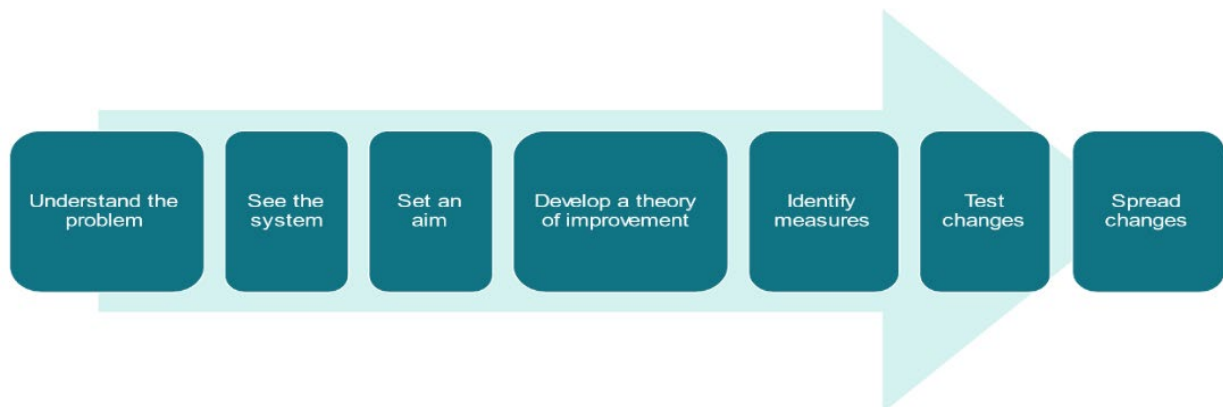 Understand the
problem
See the
system
Set an
aim
Develop a theory
of improvement
Identify
measures
Test
changes
Spread
changes